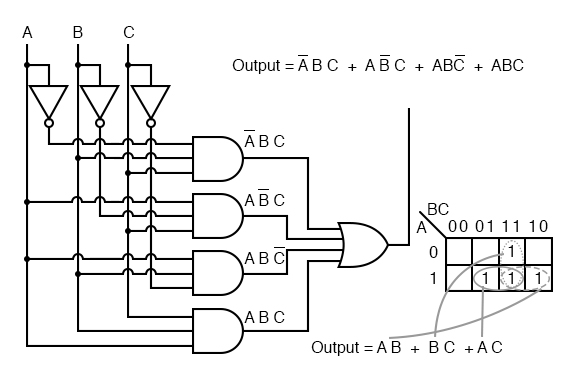 A B C
Output = A̅ B C + A B̅ C + ABC̅ + ABC
A̅ B C
A B̅ C
A B C̅
A B C
BC
A 00 01 11 10
0 1
1 1 1 1
Output = A B + B C + A C